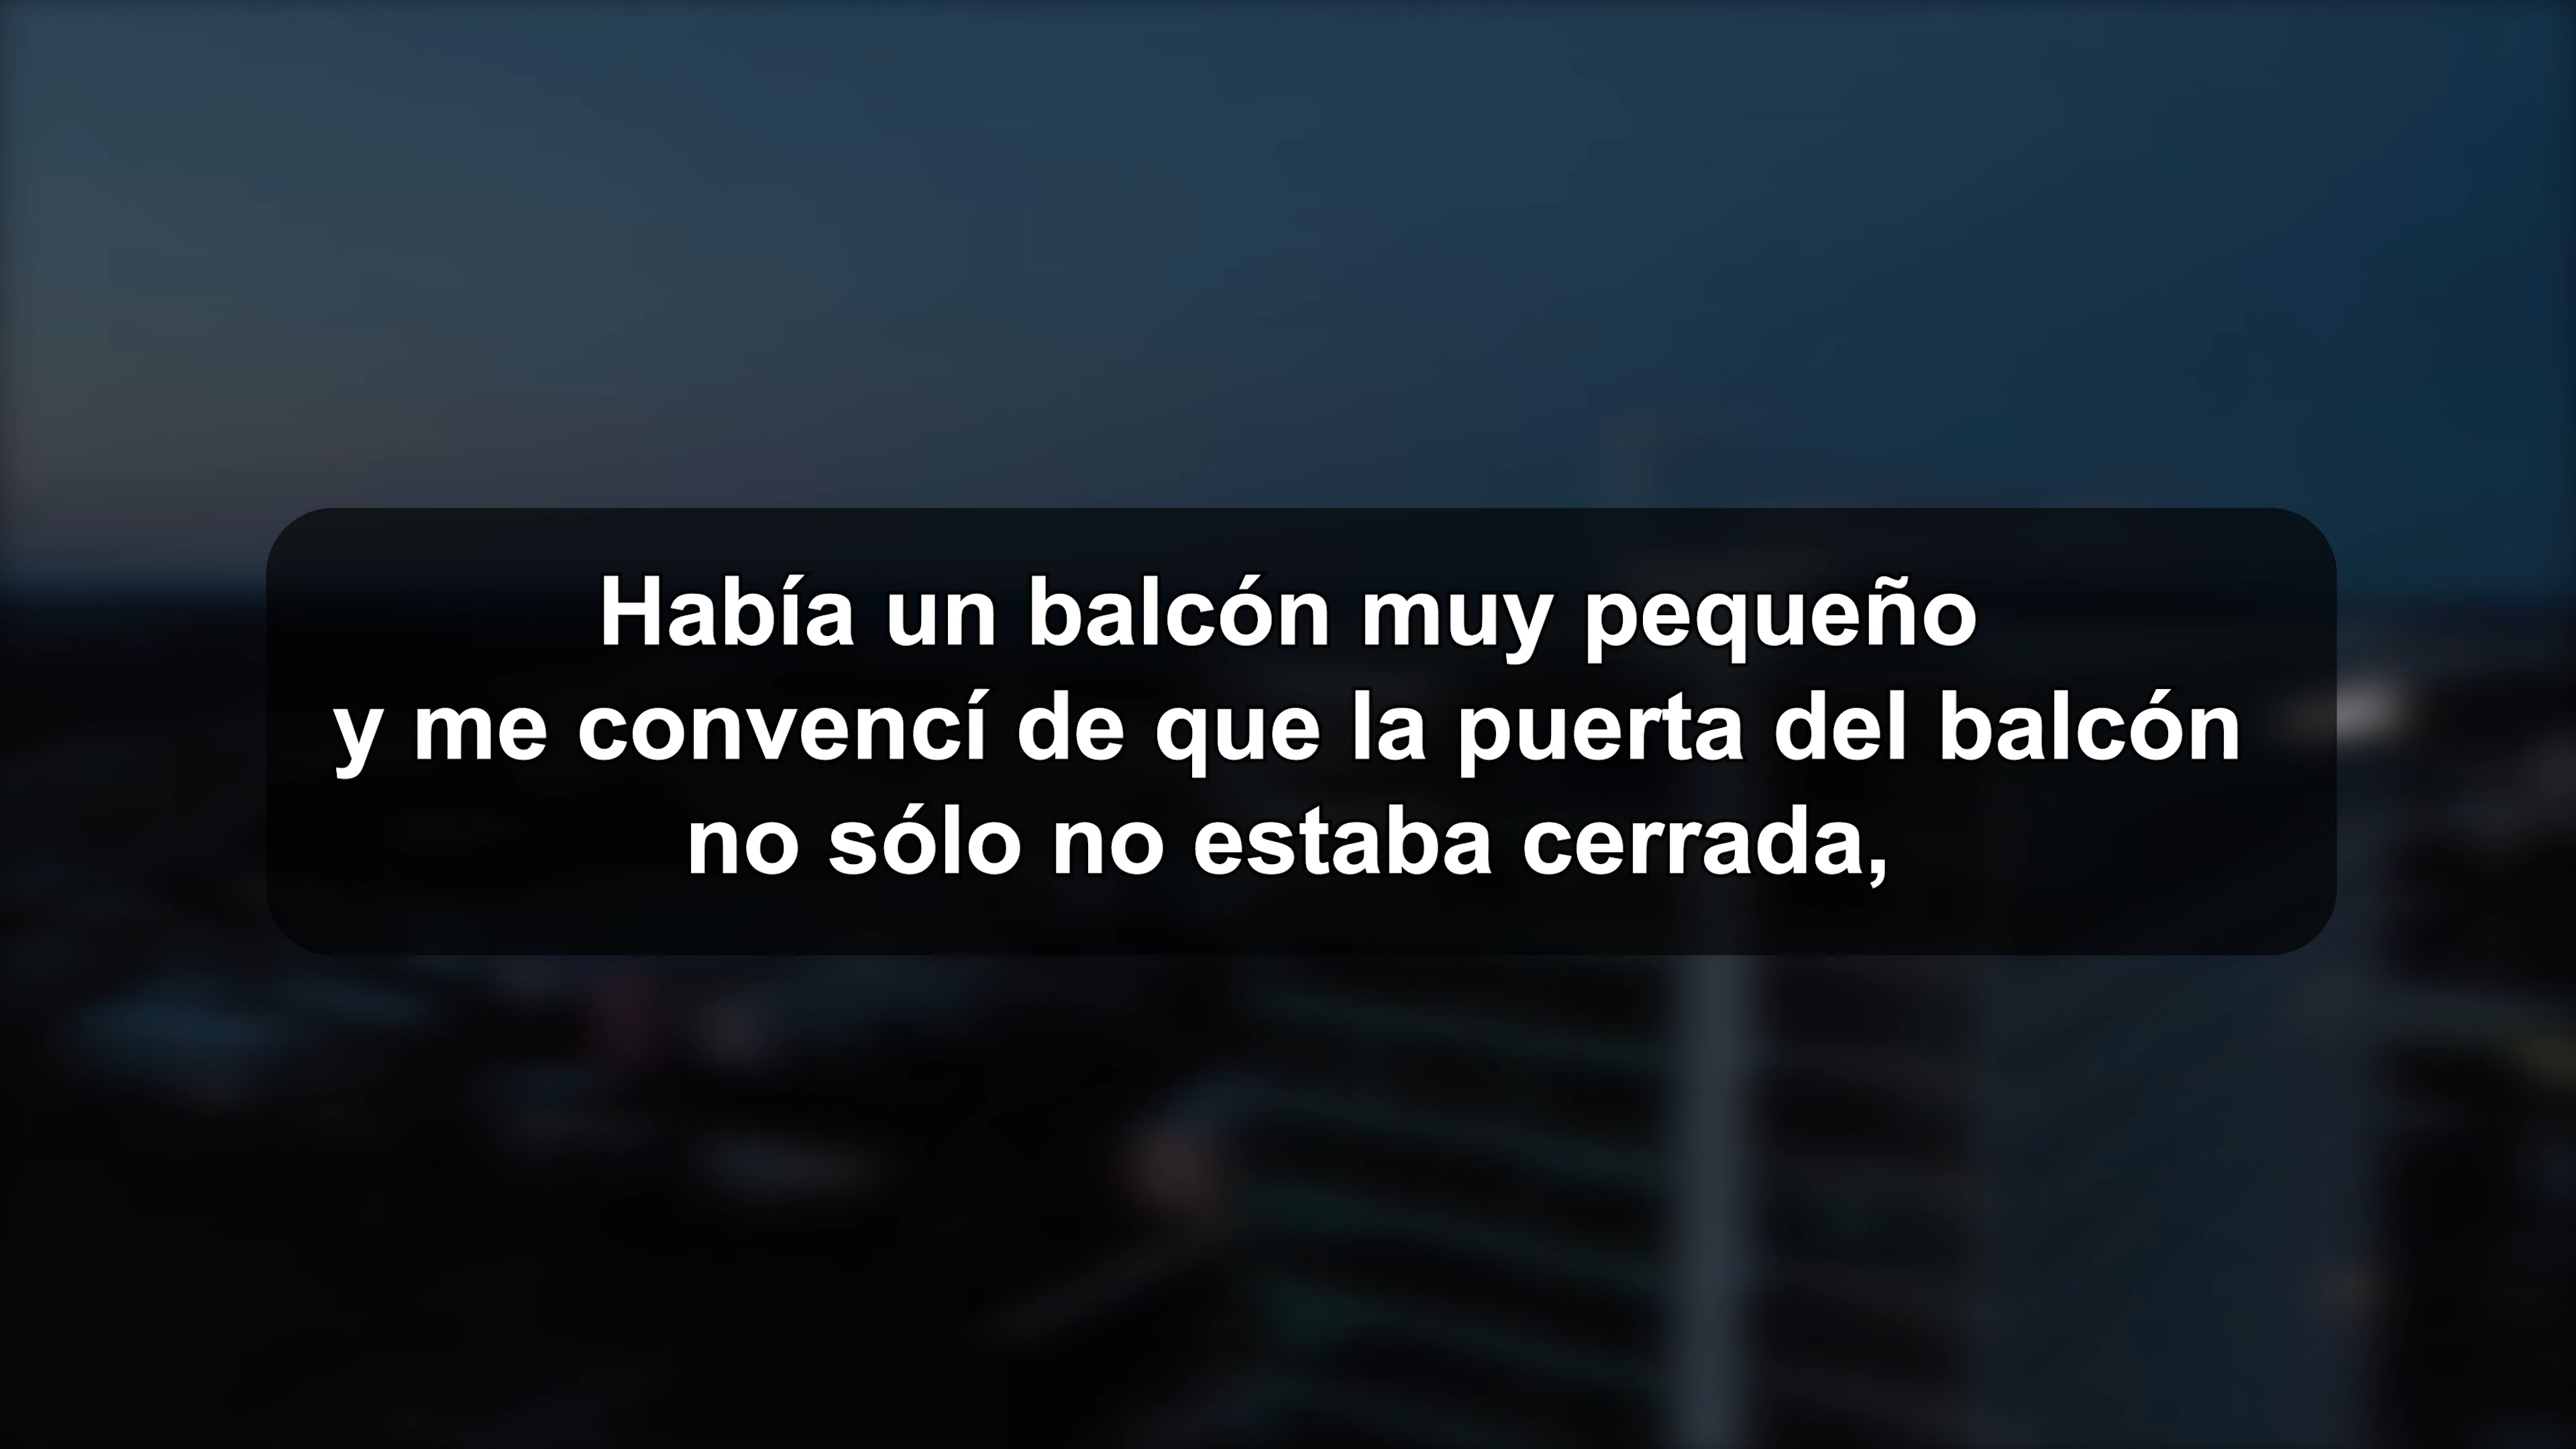 Había un balcón muy pequeño
y me convencí de que la puerta del balcón
no sólo no estaba cerrada,